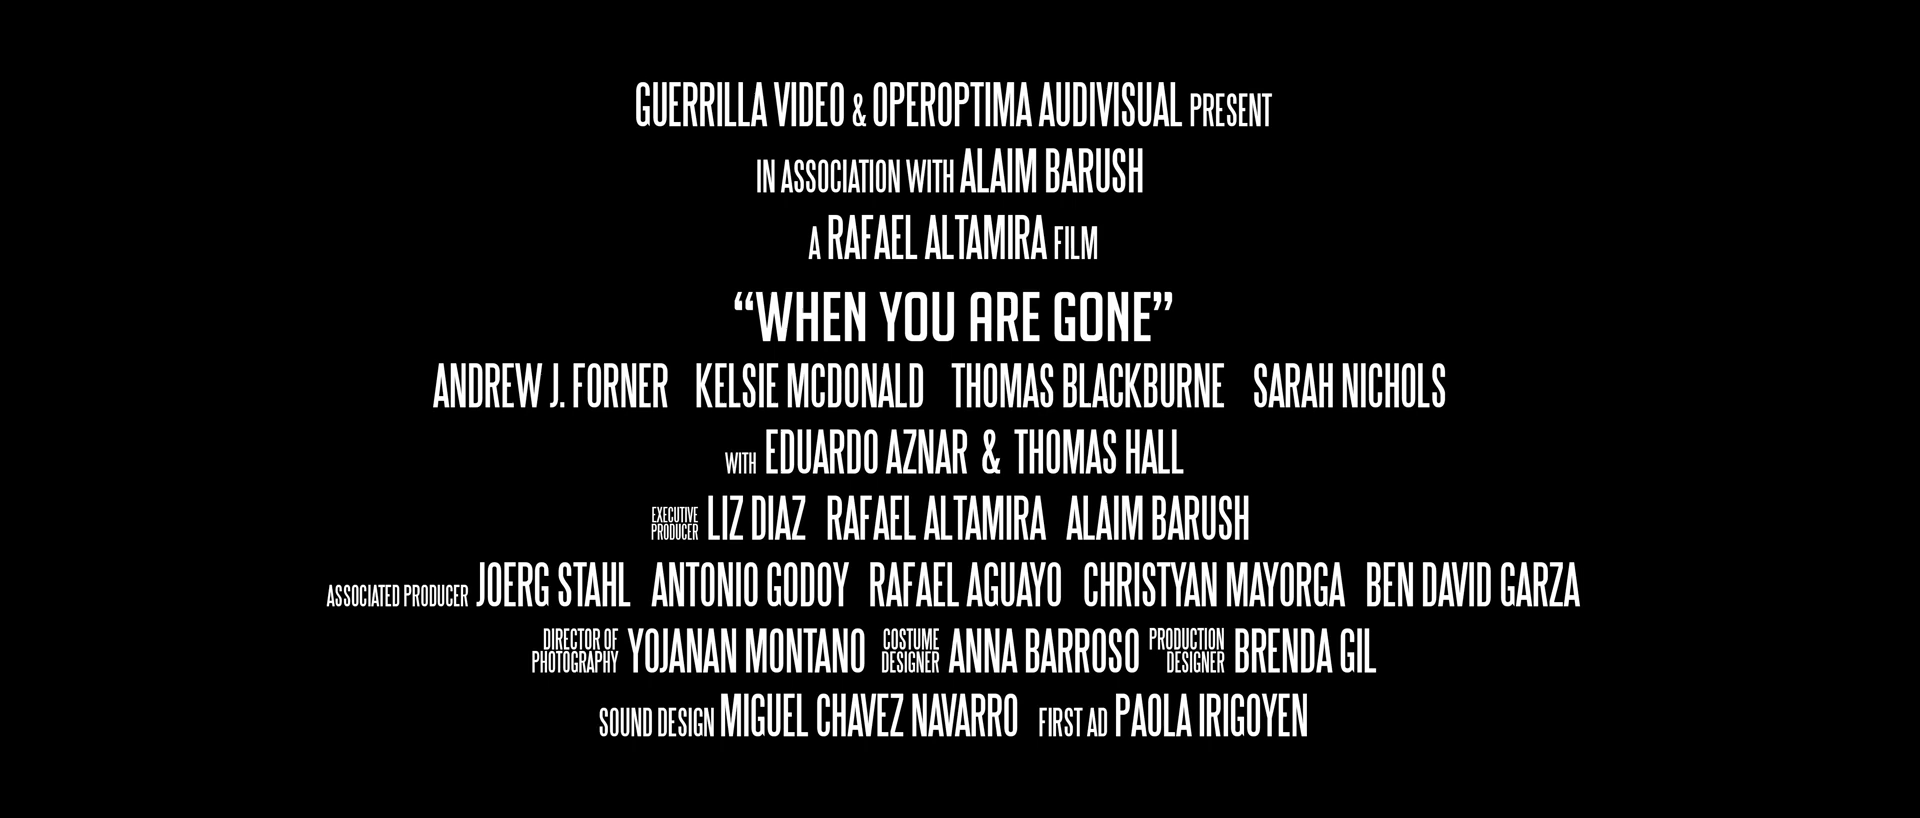 GUERRILLA VIDEO & OPEROPTIMA AUDIVISUAL PRESENT
IN ASSOCIATION WITH ALAIM BARUSH
A RAFAEL ALTAMIRA FILM
“WHEN YOU ARE GONE”
ANDREW J. FORNER KELSIE MCDONALD THOMAS BLACKBURNE SARAH NICHOLS
WITH EDUARDO AZNAR & THOMAS HALL
EXECUTIVE PRODUCER LIZ DIAZ RAFAEL ALTAMIRA ALAIM BARUSH
ASSOCIATED PRODUCER JOERG STAHL ANTONIO GODOY RAFAEL AGUAYO CHRISTYAN MAYORGA BEN DAVID GARZA
DIRECTOR OF PHOTOGRAPHY YOJANAN MONTANO COSTUME DESIGNER ANNA BARROSO PRODUCTION DESIGNER BRENDA GIL
SOUND DESIGN MIGUEL CHAVEZ NAVARRO FIRST AD PAOLA IRIGOYEN